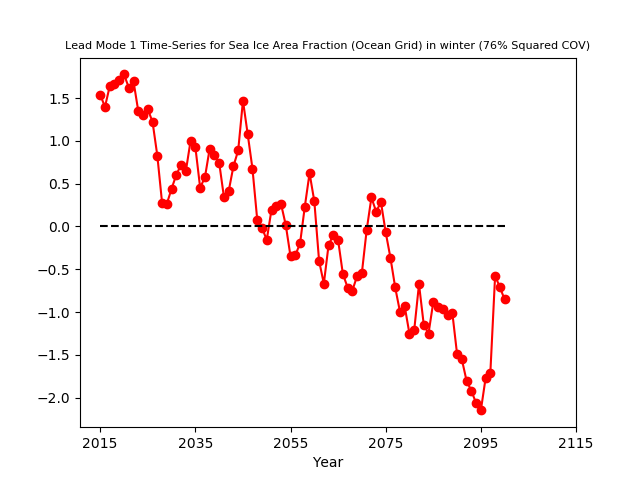 Lead Mode 1 Time-Series for Sea Ice Area Fraction (Ocean Grid) in winter (76% Squared COV)
1.5
1.0
0.5
0.0
−0.5
−1.0
−1.5
−2.0
2015 2035 2055 2075 2095 2115
Year